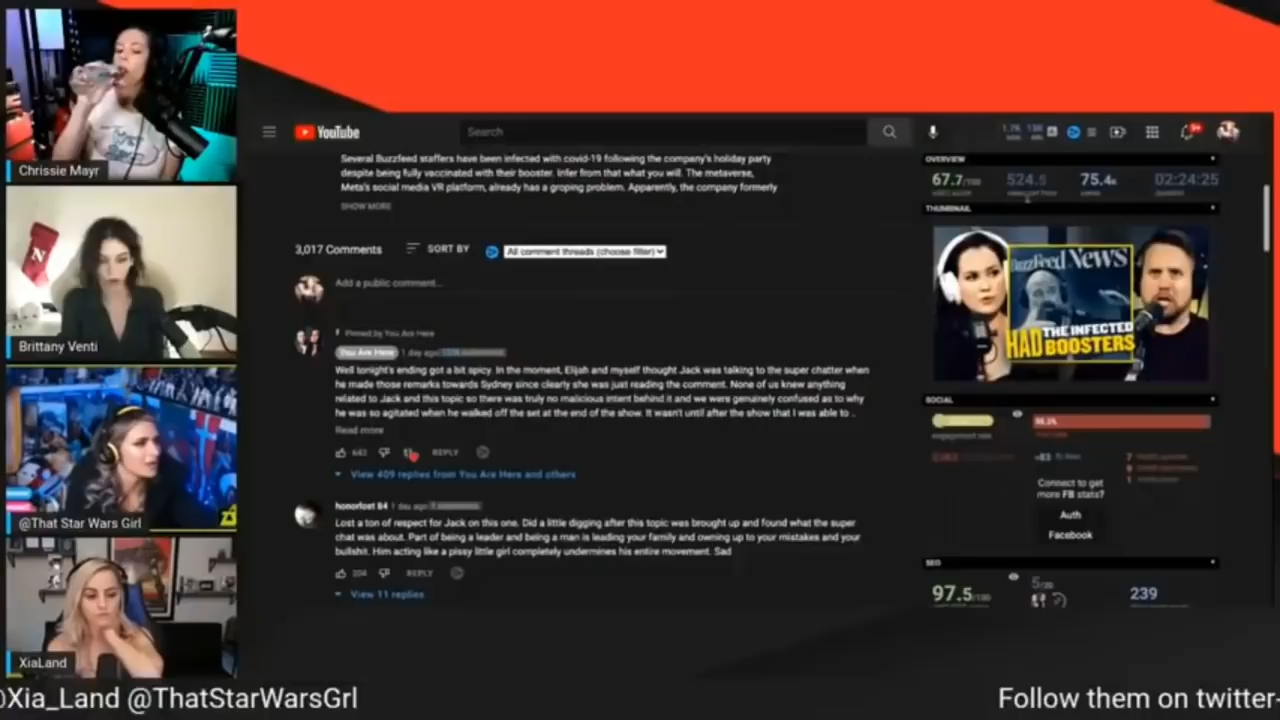 Chrissie Mayr
N
Brittany Venti
@That Star Wars Girl
XiaLand
YouTube
Search
Several Buzzfeed staffers have been infected with covid-19 following the company's holiday party
despite being fully vaccinated with their booster. Infer from that what you will. The metaverse,
Meta's social media VR platform, already has a groping problem. Apparently, the company formerly
SHOW MORE
3,017 Comments
SORT BY
All comment threads (choose filter)
Add a public comment...
Pinned by You Are Here
You Are Here 1 day ago
Well tonight's ending got a bit spicy. In the moment, Elijah and myself thought Jack was talking to the super chatter when
he made those remarks towards Sydney since clearly she was just reading the comment. None of us knew anything
related to Jack and this topic so there was truly no malicious intent behind it and we were genuinely confused as to why
he was so agitated when he walked off the set at the end of the show. It wasn't until after the show that I was able to ..
Read more
REPLY
View 409 replies from You Are Here and others
honorlost 84 1 day ago
Lost a ton of respect for Jack on this one. Did a little digging after this topic was brought up and found what the super
chat was about. Part of being a leader and being a man is leading your family and owning up to your mistakes and your
bullshit. Him acting like a pissy little girl completely undermines his entire movement. Sad
204 REPLY
View 11 replies
OVERVIEW
67.7/100 524.5 75.4K 02:24:25
THUMBNAIL
BuzzFeed News
THE INFECTED
HAD BOOSTERS
SOCIAL
engagement rate
Connect to get
more FB stats?
Auth
Facebook
SEO
97.5/100 5/20 239
@Xia_Land @ThatStarWarsGrl
Follow them on twitter-